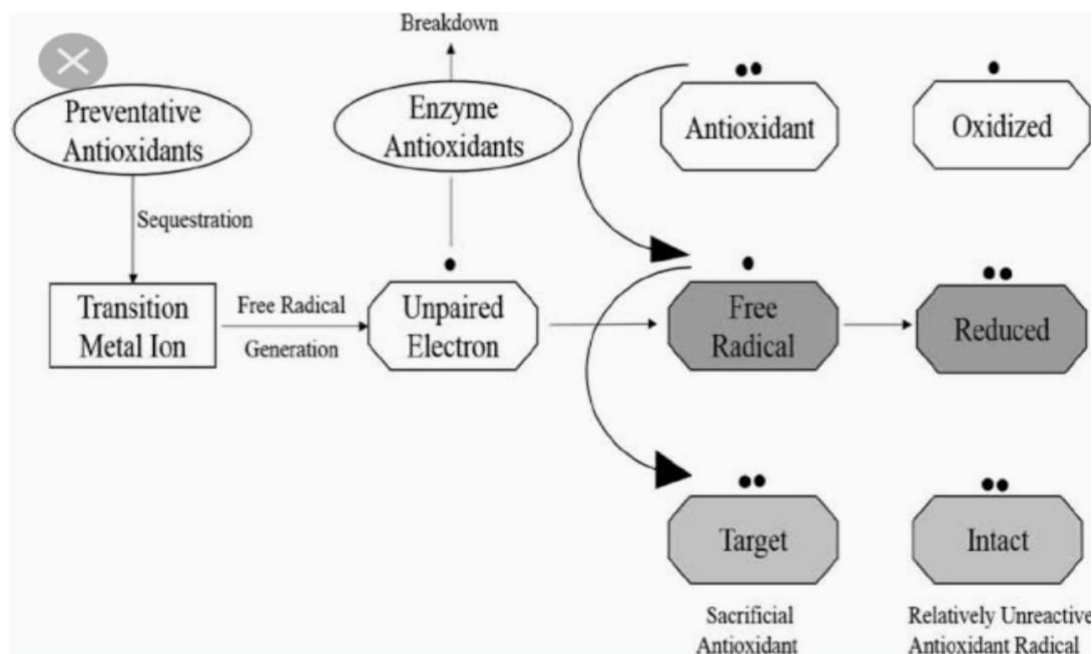 Breakdown
Preventative
Antioxidants
Enzyme
Antioxidants
Antioxidant
Oxidized
Sequestration
Transition
Metal Ion
Free Radical
Generation
Unpaired
Electron
Free
Radical
Reduced
Target
Intact
Sacrificial
Antioxidant
Relatively Unreactive
Antioxidant Radical